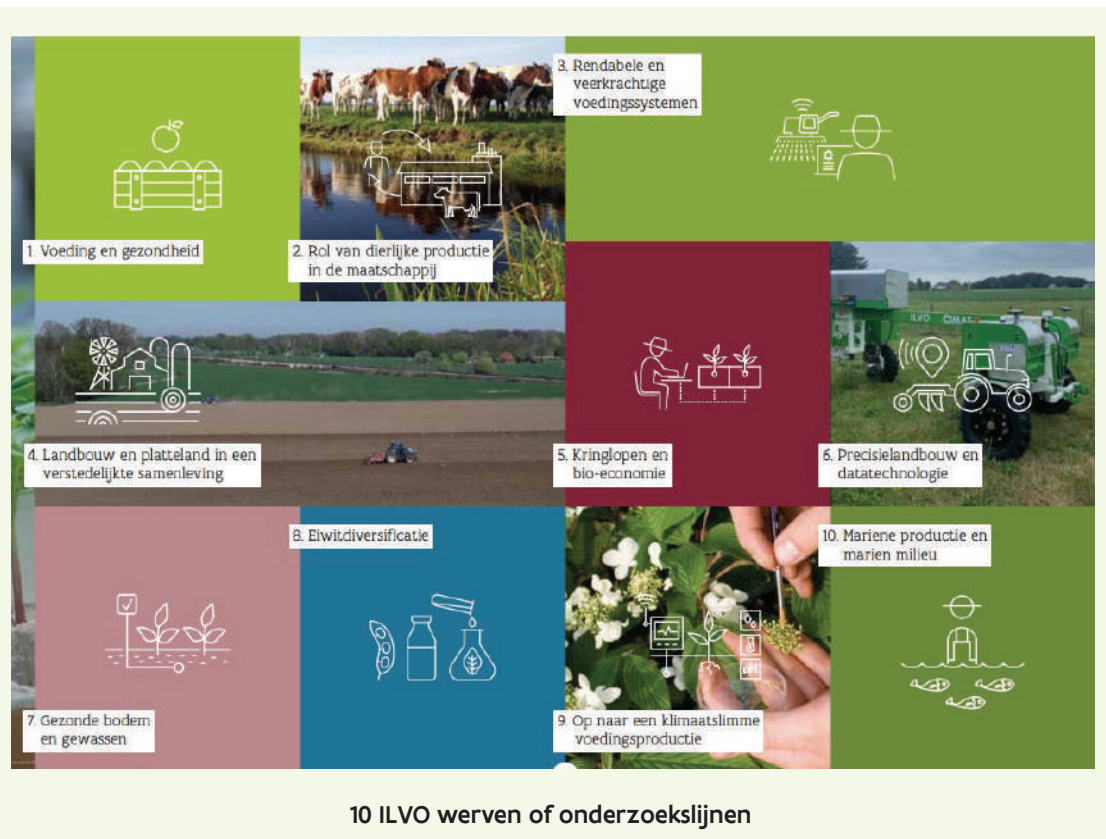 1. Voeding en gezondheid
2. Rol van dierlijke productie
in de maatschappij
3. Rendabele en
veerkrachtige
voedingssystemen
4. Landbouw en platteland in een
verstedelijkte samenleving
5. Kringlopen en
bio-economie
ILVO CIMAT
6. Precisielandbouw en
datatechnologie
7. Gezonde bodem
en gewassen
8. Eiwitdiversificatie
9 Op naar een klimaatslimme
voedingsproductie
pH
10. Mariene productie en
marien milieu
10 ILVO werven of onderzoekslijnen